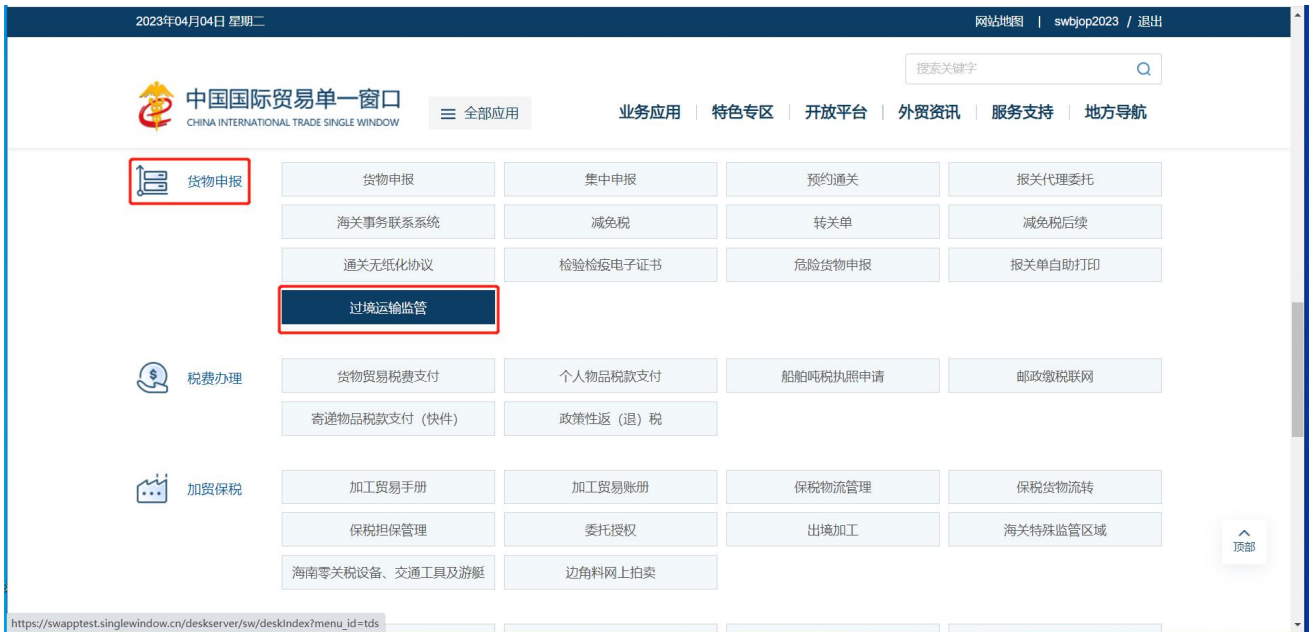 2023年04月04日 星期二 网站地图 | swbjop2023 / 退出
搜索关键字
中国国际贸易单一窗口
CHINA INTERNATIONAL TRADE SINGLE WINDOW
全部应用 业务应用 特色专区 开放平台 外贸资讯 服务支持 地方导航
货物申报 货物申报 集中申报 预约通关 报关代理委托
海关事务联系系统 减免税 转关单 减免税后续
通关无纸化协议 检验检疫电子证书 危险货物申报 报关单自助打印
过境运输监管
税费办理 货物贸易税费支付 个人物品税款支付 船舶吨税执照申请 邮政缴税联网
寄递物品税款支付（快件） 政策性返（退）税
加贸保税 加工贸易手册 加工贸易账册 保税物流管理 保税货物流转
保税担保管理 委托授权 出境加工 海关特殊监管区域
顶部
海南零关税设备、交通工具及游艇 边角料网上拍卖
https://swapptest.singlewindow.cn/deskserver/sw/deskIndex?menu_id=tds